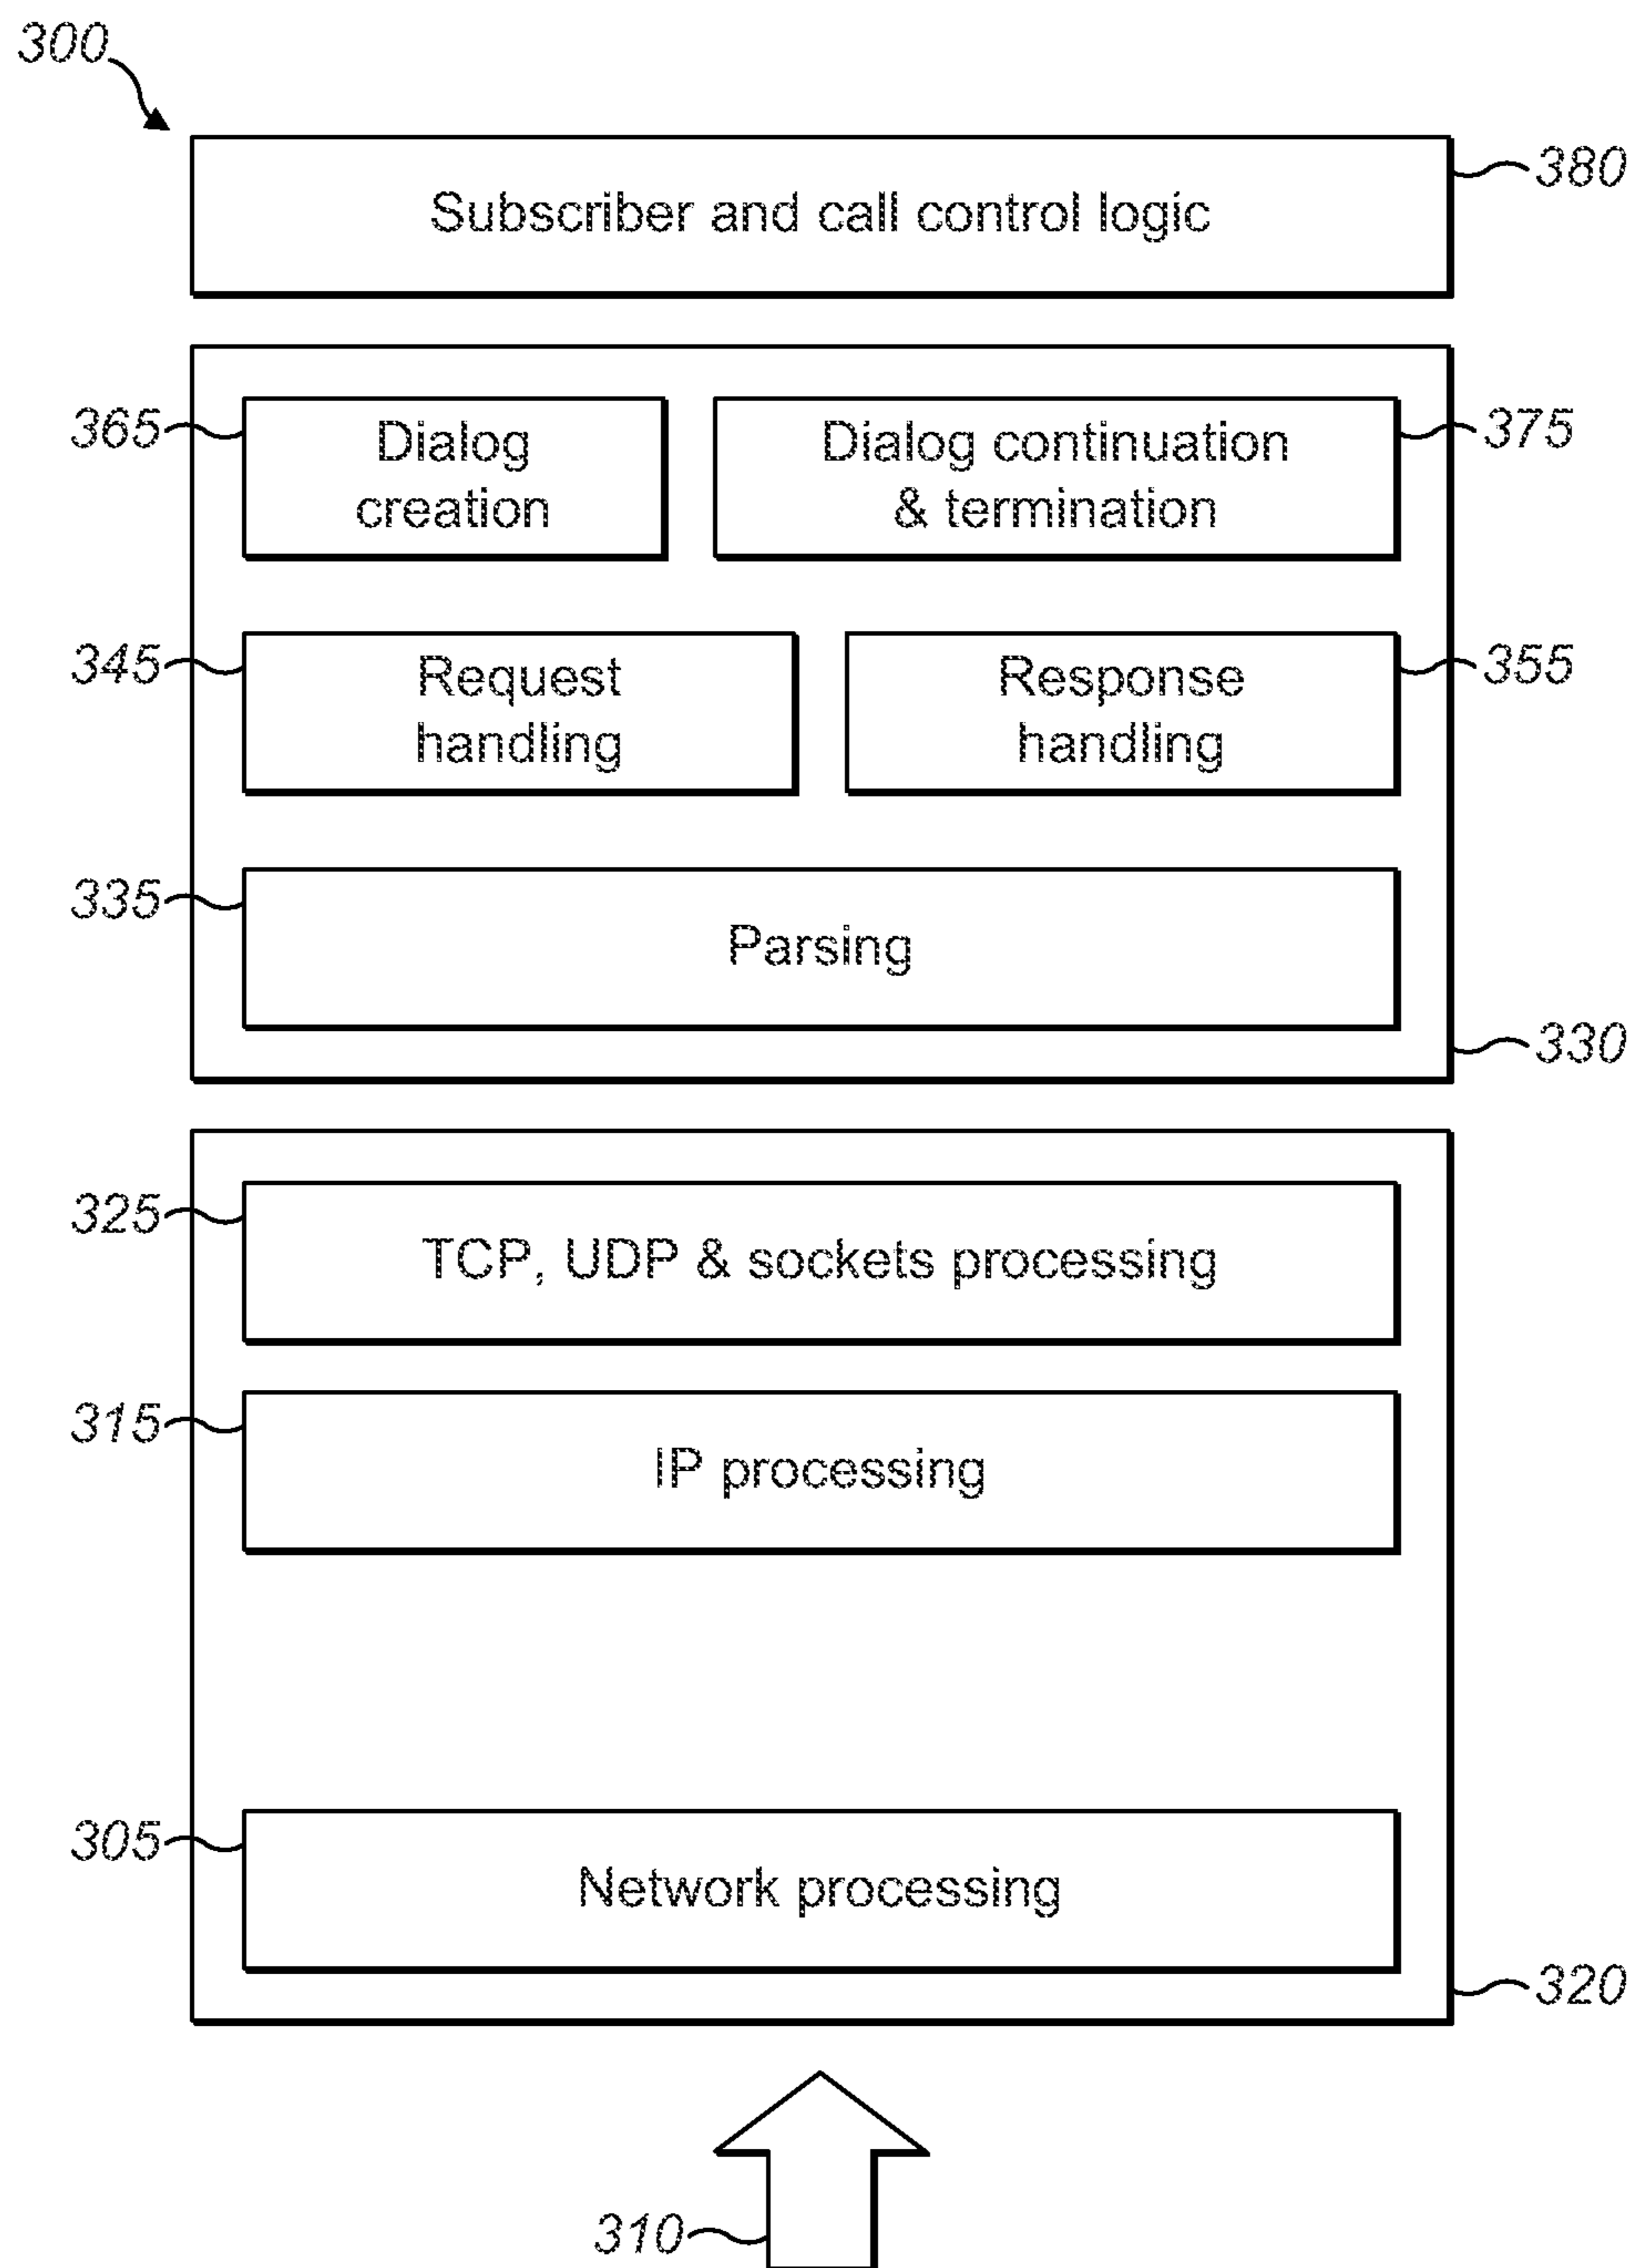 300
380
Subscriber and call control logic
365
Dialog
creation
Dialog continuation
& termination
375
345
Request
handling
Response
handling
355
335
Parsing
330
325
TCP, UDP & sockets processing
315
IP processing
305
Network processing
320
310